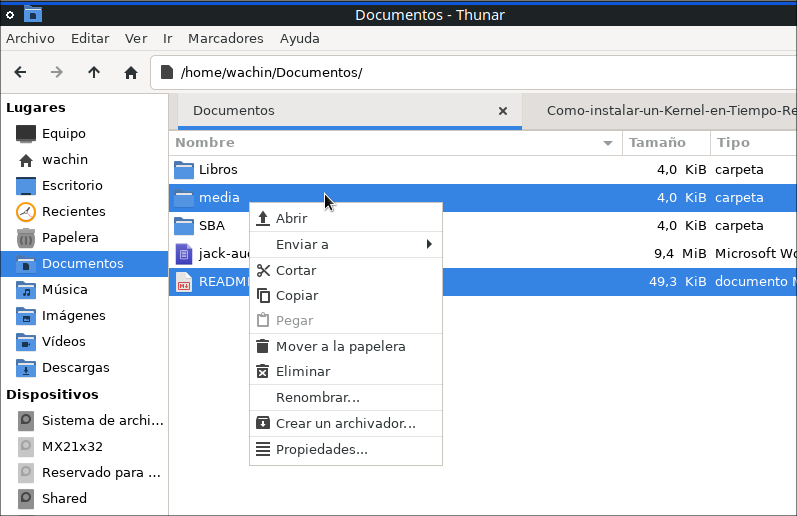 Documentos - Thunar
Archivo Editar Ver Ir Marcadores Ayuda
/home/wachin/Documentos/
Lugares
Equipo
wachin
Escritorio
Recientes
Papelera
Documentos
Música
Imágenes
Vídeos
Descargas
Dispositivos
Sistema de archi...
MX21x32
Reservado para ...
Shared
Documentos Como-instalar-un-Kernel-en-Tiempo-Re
Nombre Tamaño Tipo
Libros 4,0 KiB carpeta
media 4,0 KiB carpeta
SBA 4,0 KiB carpeta
jack-au 9,4 MiB Microsoft Wo
READM 49,3 KiB documento M
Abrir
Enviar a
Cortar
Copiar
Pegar
Mover a la papelera
Eliminar
Renombrar...
Crear un archivador...
Propiedades...